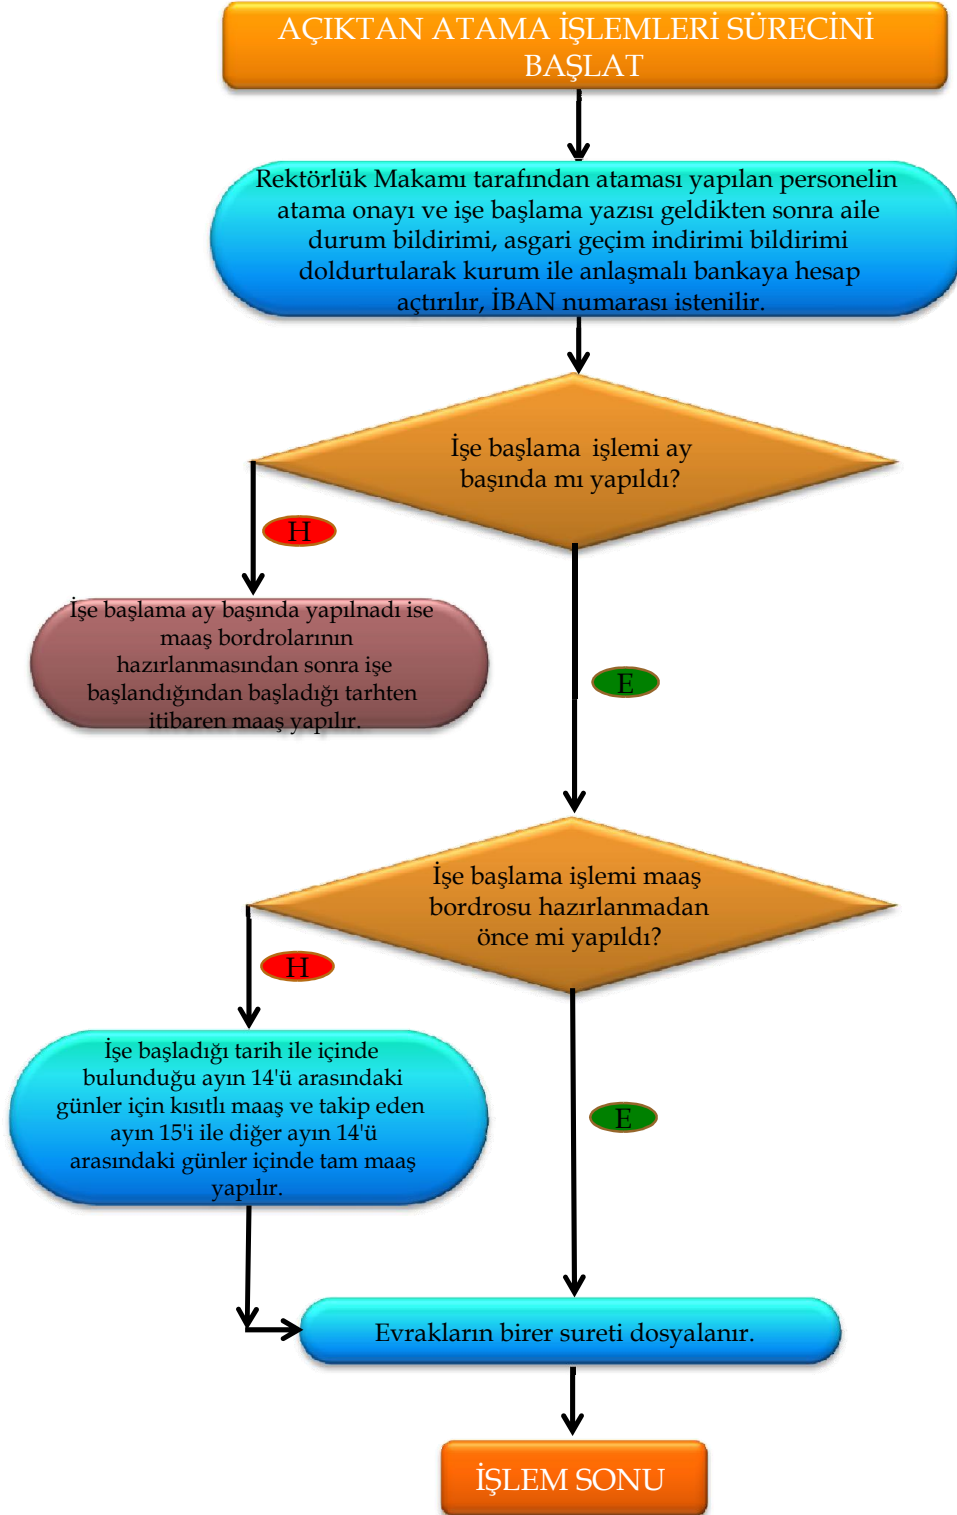 AÇIKTAN ATAMA İŞLEMLERİ SÜRECİNİ
BAŞLAT
Rektörlük Makamı tarafından ataması yapılan personelin
atama onayı ve işe başlama yazısı geldikten sonra aile
durum bildirimi, asgari geçim indirimi bildirimi
doldurtularak kurum ile anlaşmalı bankaya hesap
açtırılır, İBAN numarası istenilir.
İşe başlama işlemi ay
başında mı yapıldı?
H
İşe başlama ay başında yapılnadı ise
maaş bordrolarının
hazırlanmasından sonra işe
başlandığından başladığı tarhten
itibaren maaş yapılır.
E
İşe başlama işlemi maaş
bordrosu hazırlanmadan
önce mi yapıldı?
H
İşe başladığı tarih ile içinde
bulunduğu ayın 14'ü arasındaki
günler için kısıtlı maaş ve takip eden
ayın 15'i ile diğer ayın 14'ü
arasındaki günler içinde tam maaş
yapılır.
E
Evrakların birer sureti dosyalanır.
İŞLEM SONU